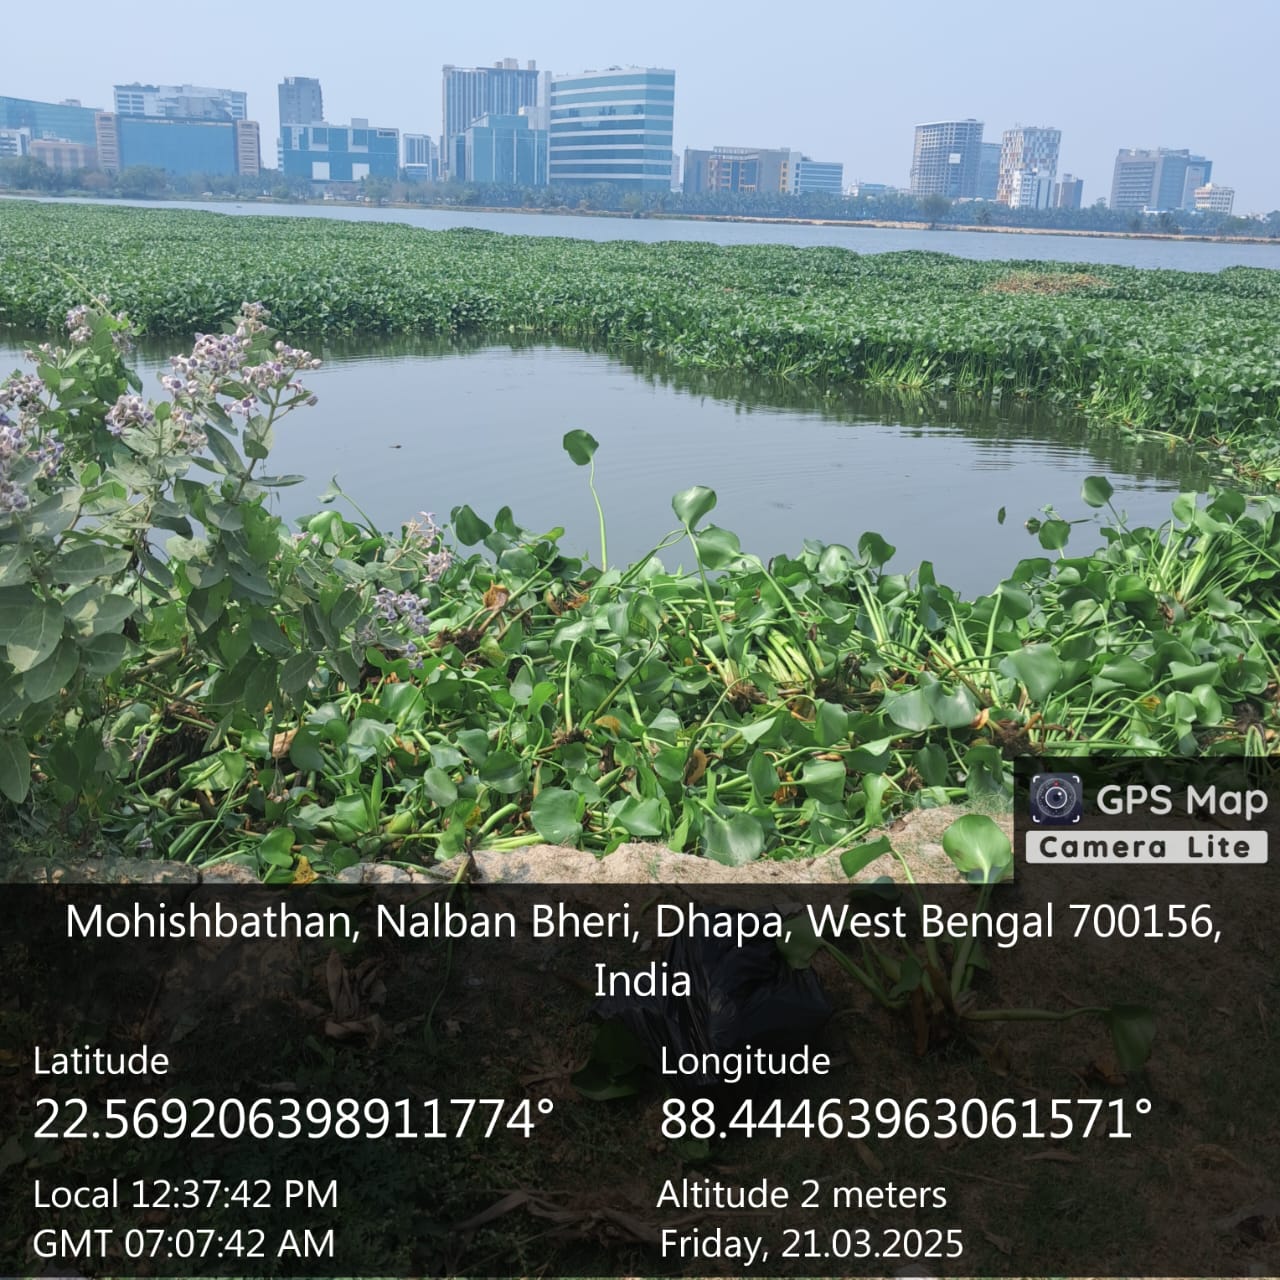 GPS Map
Camera Lite
Mohishbathan, Nalban Bheri, Dhapa, West Bengal 700156,
India
Latitude
22.569206398911774°
Longitude
88.44463963061571°
Local 12:37:42 PM
GMT 07:07:42 AM
Altitude 2 meters
Friday, 21.03.2025